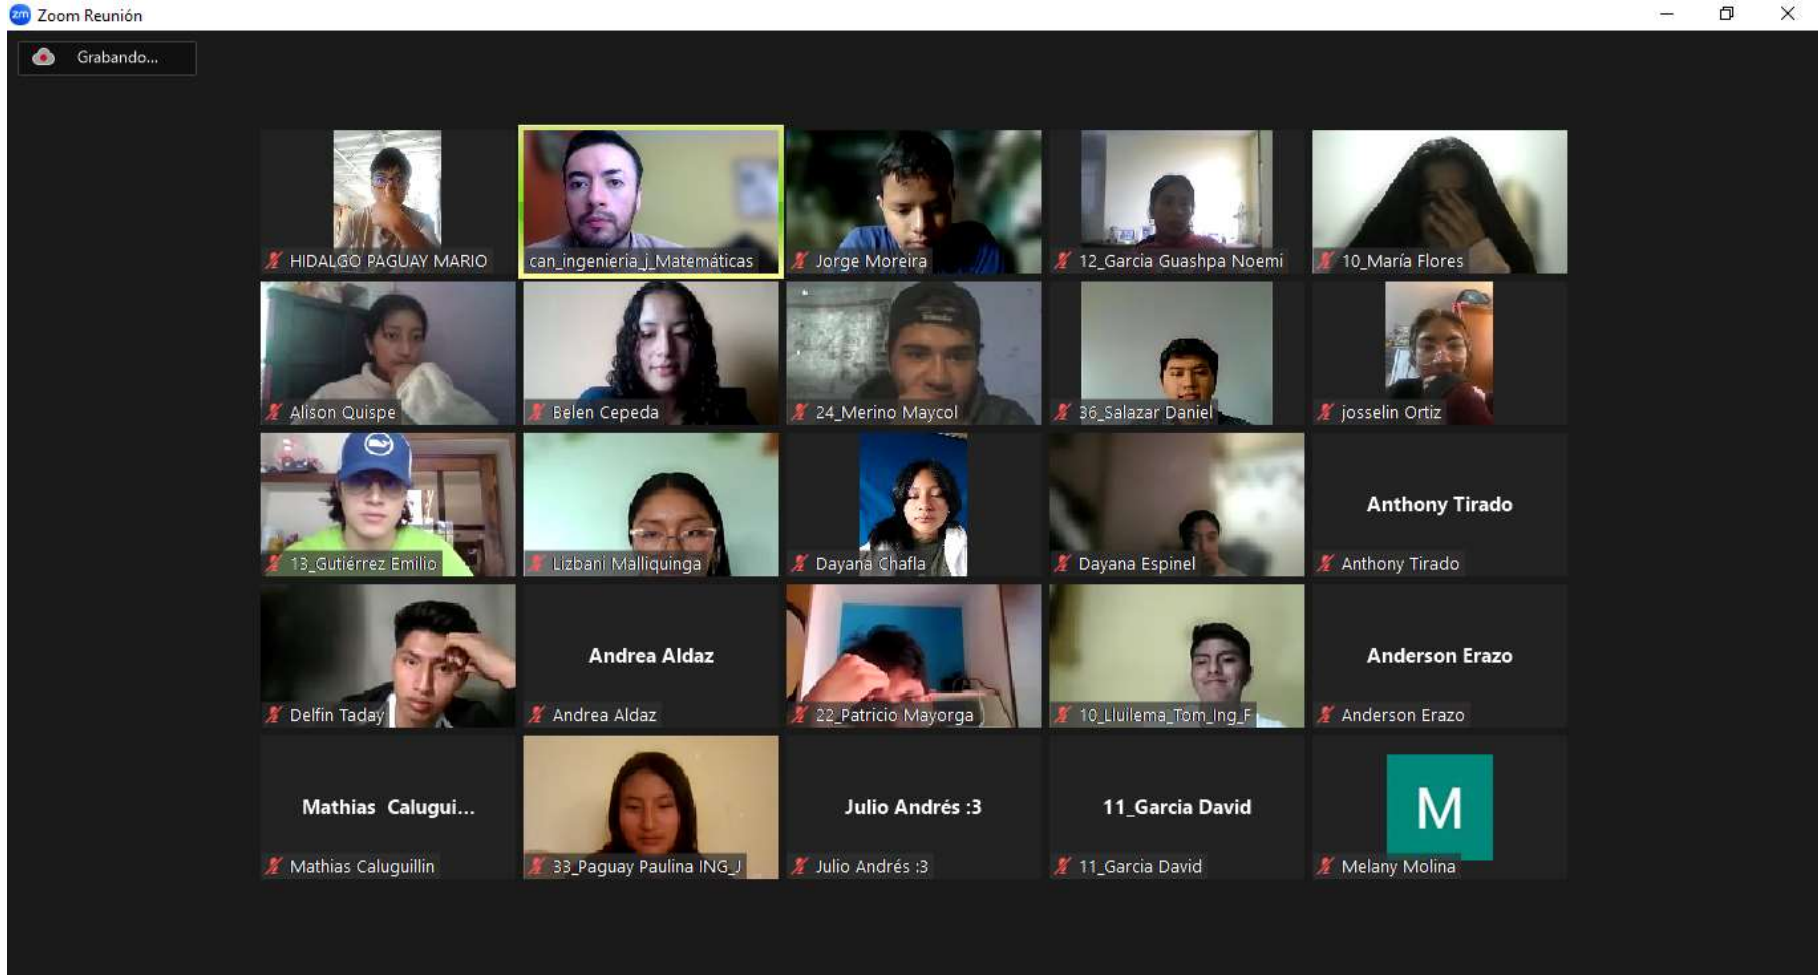 zm Zoom Reunión
Grabando...
HIDALGO PAGUAY MARIO
can_ingenieria_j_Matemáticas
Jorge Moreira
12_Garcia Guashpa Noemi
10_María Flores
Alison Quispe
Belen Cepeda
24_Merino Maycol
36_Salazar Daniel
josselin Ortiz
13_Gutiérrez Emilio
Lizbani Malliquinga
Dayana Chafla
Dayana Espinel
Anthony Tirado
Anthony Tirado
Delfin Taday
Andrea Aldaz
Andrea Aldaz
22_Patricio Mayorga
10_Lluilema_Tom_Ing_F
Anderson Erazo
Anderson Erazo
Mathias Calugui...
Mathias Caluguillin
33_Paguay Paulina ING_J
Julio Andrés :3
Julio Andrés :3
11_Garcia David
11_Garcia David
M
Melany Molina